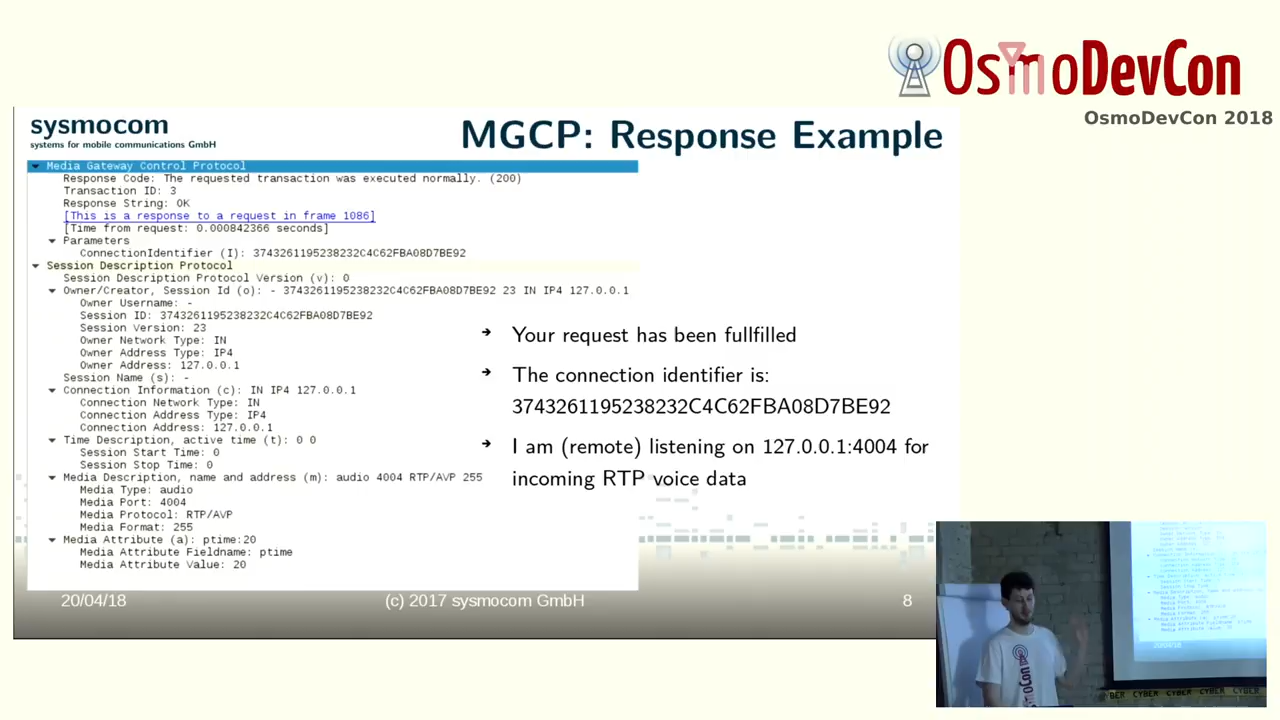 OsmoDevCon
OsmoDevCon 2018
sysmocom
systems for mobile communications GmbH
MGCP: Response Example
Media Gateway Control Protocol
Response Code: The requested transaction was executed normally. (200)
Transaction ID: 3
Response String: OK
[This is a response to a request in frame 1086]
[Time from request: 0.000842366 seconds]
Parameters
ConnectionIdentifier (I): 3743261195238232C4C62FBA08D7BE92
Session Description Protocol
Session Description Protocol Version (v): 0
Owner/Creator, Session Id (o): - 3743261195238232C4C62FBA08D7BE92 23 IN IP4 127.0.0.1
Owner Username: -
Session ID: 3743261195238232C4C62FBA08D7BE92
Session Version: 23
Owner Network Type: IN
Owner Address Type: IP4
Owner Address: 127.0.0.1
Session Name (s): -
Connection Information (c): IN IP4 127.0.0.1
Connection Network Type: IN
Connection Address Type: IP4
Connection Address: 127.0.0.1
Time Description, active time (t): 0 0
Session Start Time: 0
Session Stop Time: 0
Media Description, name and address (m): audio 4004 RTP/AVP 255
Media Type: audio
Media Port: 4004
Media Protocol: RTP/AVP
Media Format: 255
Media Attribute (a): ptime:20
Media Attribute Fieldname: ptime
Media Attribute Value: 20
➔ Your request has been fullfilled
➔ The connection identifier is:
3743261195238232C4C62FBA08D7BE92
➔ I am (remote) listening on 127.0.0.1:4004 for
incoming RTP voice data
20/04/18
(c) 2017 sysmocom GmbH
8
CYBER CYBER CYBER CYBER